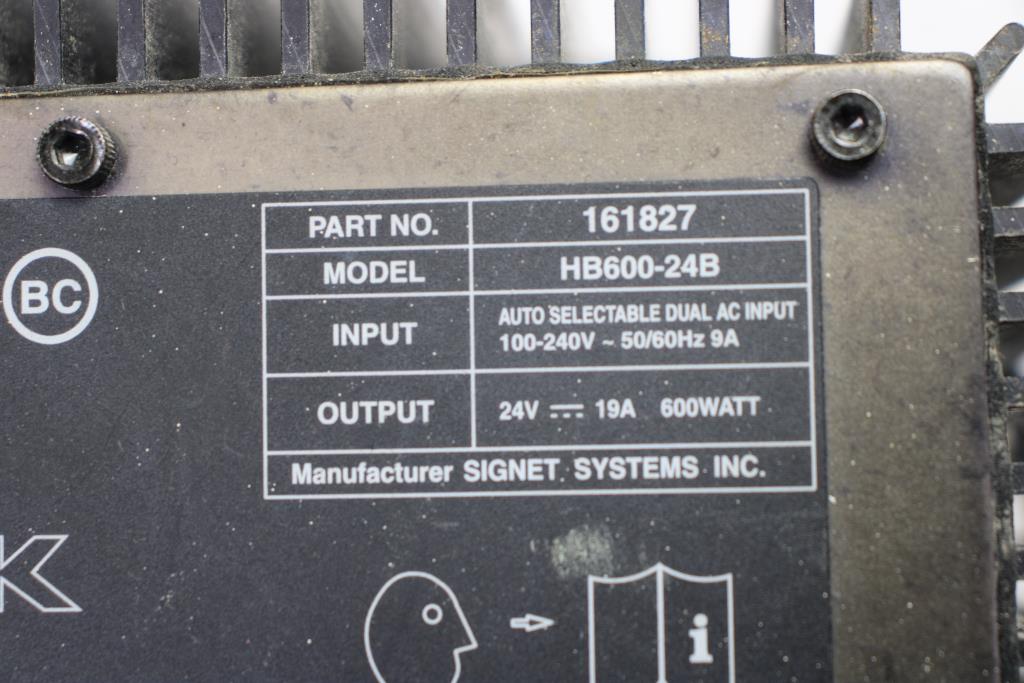 PART NO. 161827
BC
MODEL HB600-24B
INPUT AUTO SELECTABLE DUAL AC INPUT
100-240V ~ 50/60Hz 9A
OUTPUT 24V ⎓ 19A 600WATT
Manufacturer SIGNET SYSTEMS INC.
K
i